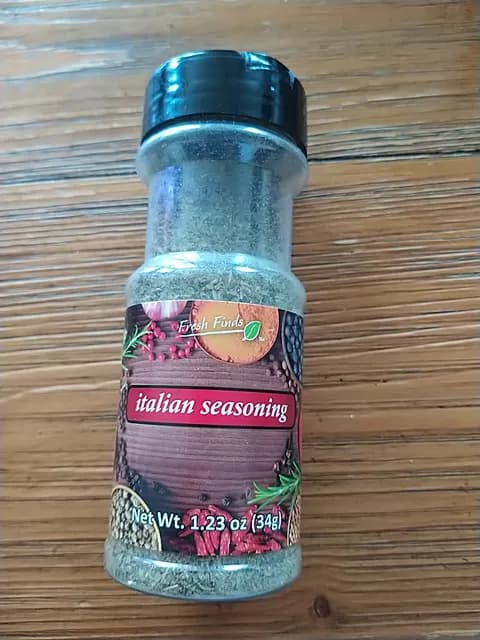 Fresh Finds
italian seasoning
Net Wt. 1.23 oz (34g)